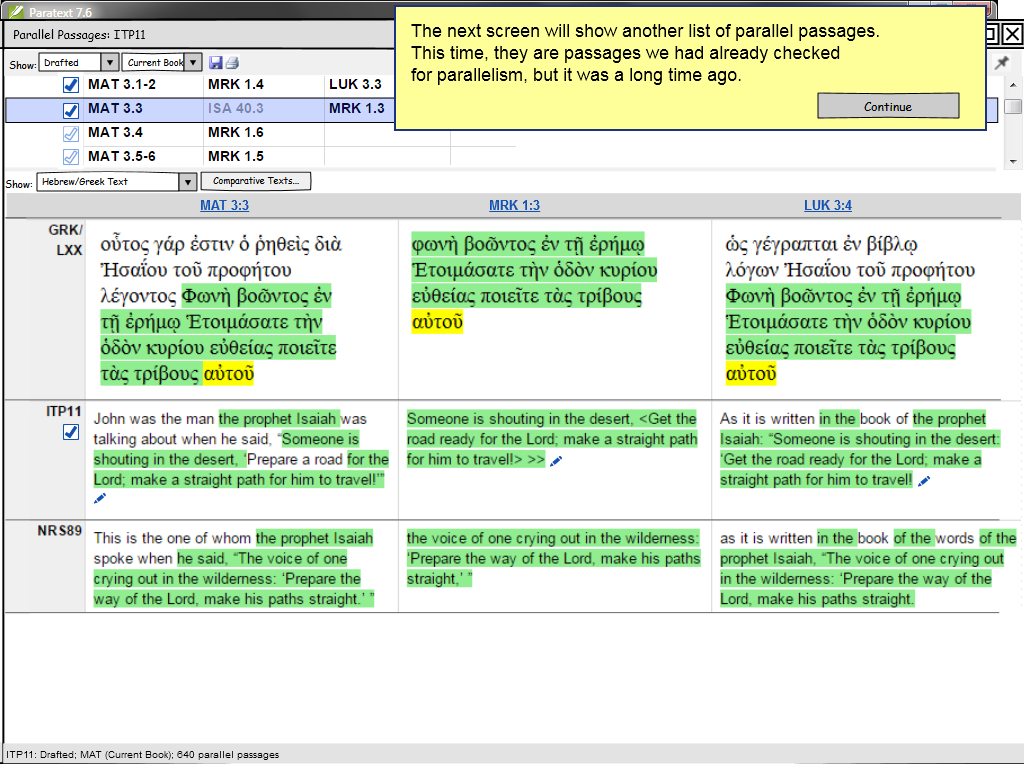 Paratext 7.6
Parallel Passages: ITP11
The next screen will show another list of parallel passages.
This time, they are passages we had already checked
for parallelism, but it was a long time ago.
Continue
Show: Drafted Current Book
MAT 3.1-2 MRK 1.4 LUK 3.3
MAT 3.3 ISA 40.3 MRK 1.3
MAT 3.4 MRK 1.6
MAT 3.5-6 MRK 1.5
Show: Hebrew/Greek Text Comparative Texts...
MAT 3:3 MRK 1:3 LUK 3:4
GRK/
LXX
οὗτος γάρ ἐστιν ὁ ῥηθεὶς διὰ
Ἠσαΐου τοῦ προφήτου
λέγοντος Φωνὴ βοῶντος ἐν
τῇ ἐρήμῳ Ἑτοιμάσατε τὴν
ὁδὸν κυρίου εὐθείας ποιεῖτε
τὰς τρίβους αὐτοῦ
φωνὴ βοῶντος ἐν τῇ ἐρήμῳ
Ἑτοιμάσατε τὴν ὁδὸν κυρίου
εὐθείας ποιεῖτε τὰς τρίβους
αὐτοῦ
ὡς γέγραπται ἐν βίβλῳ
λόγων Ἠσαΐου τοῦ προφήτου
Φωνὴ βοῶντος ἐν τῇ ἐρήμῳ
Ἑτοιμάσατε τὴν ὁδὸν κυρίου
εὐθείας ποιεῖτε τὰς τρίβους
αὐτοῦ
ITP11
John was the man the prophet Isaiah was
talking about when he said, “Someone is
shouting in the desert, ‘Prepare a road for the
Lord; make a straight path for him to travel!’”
Someone is shouting in the desert, <Get the
road ready for the Lord; make a straight path
for him to travel!> >>
As it is written in the book of the prophet
Isaiah: “Someone is shouting in the desert:
‘Get the road ready for the Lord; make a
straight path for him to travel!
NRS89
This is the one of whom the prophet Isaiah
spoke when he said, “The voice of one
crying out in the wilderness: ‘Prepare the
way of the Lord, make his paths straight.’ ”
the voice of one crying out in the wilderness:
‘Prepare the way of the Lord, make his paths
straight,’ ”
as it is written in the book of the words of the
prophet Isaiah, “The voice of one crying out
in the wilderness: ‘Prepare the way of the
Lord, make his paths straight.
ITP11: Drafted; MAT (Current Book); 640 parallel passages